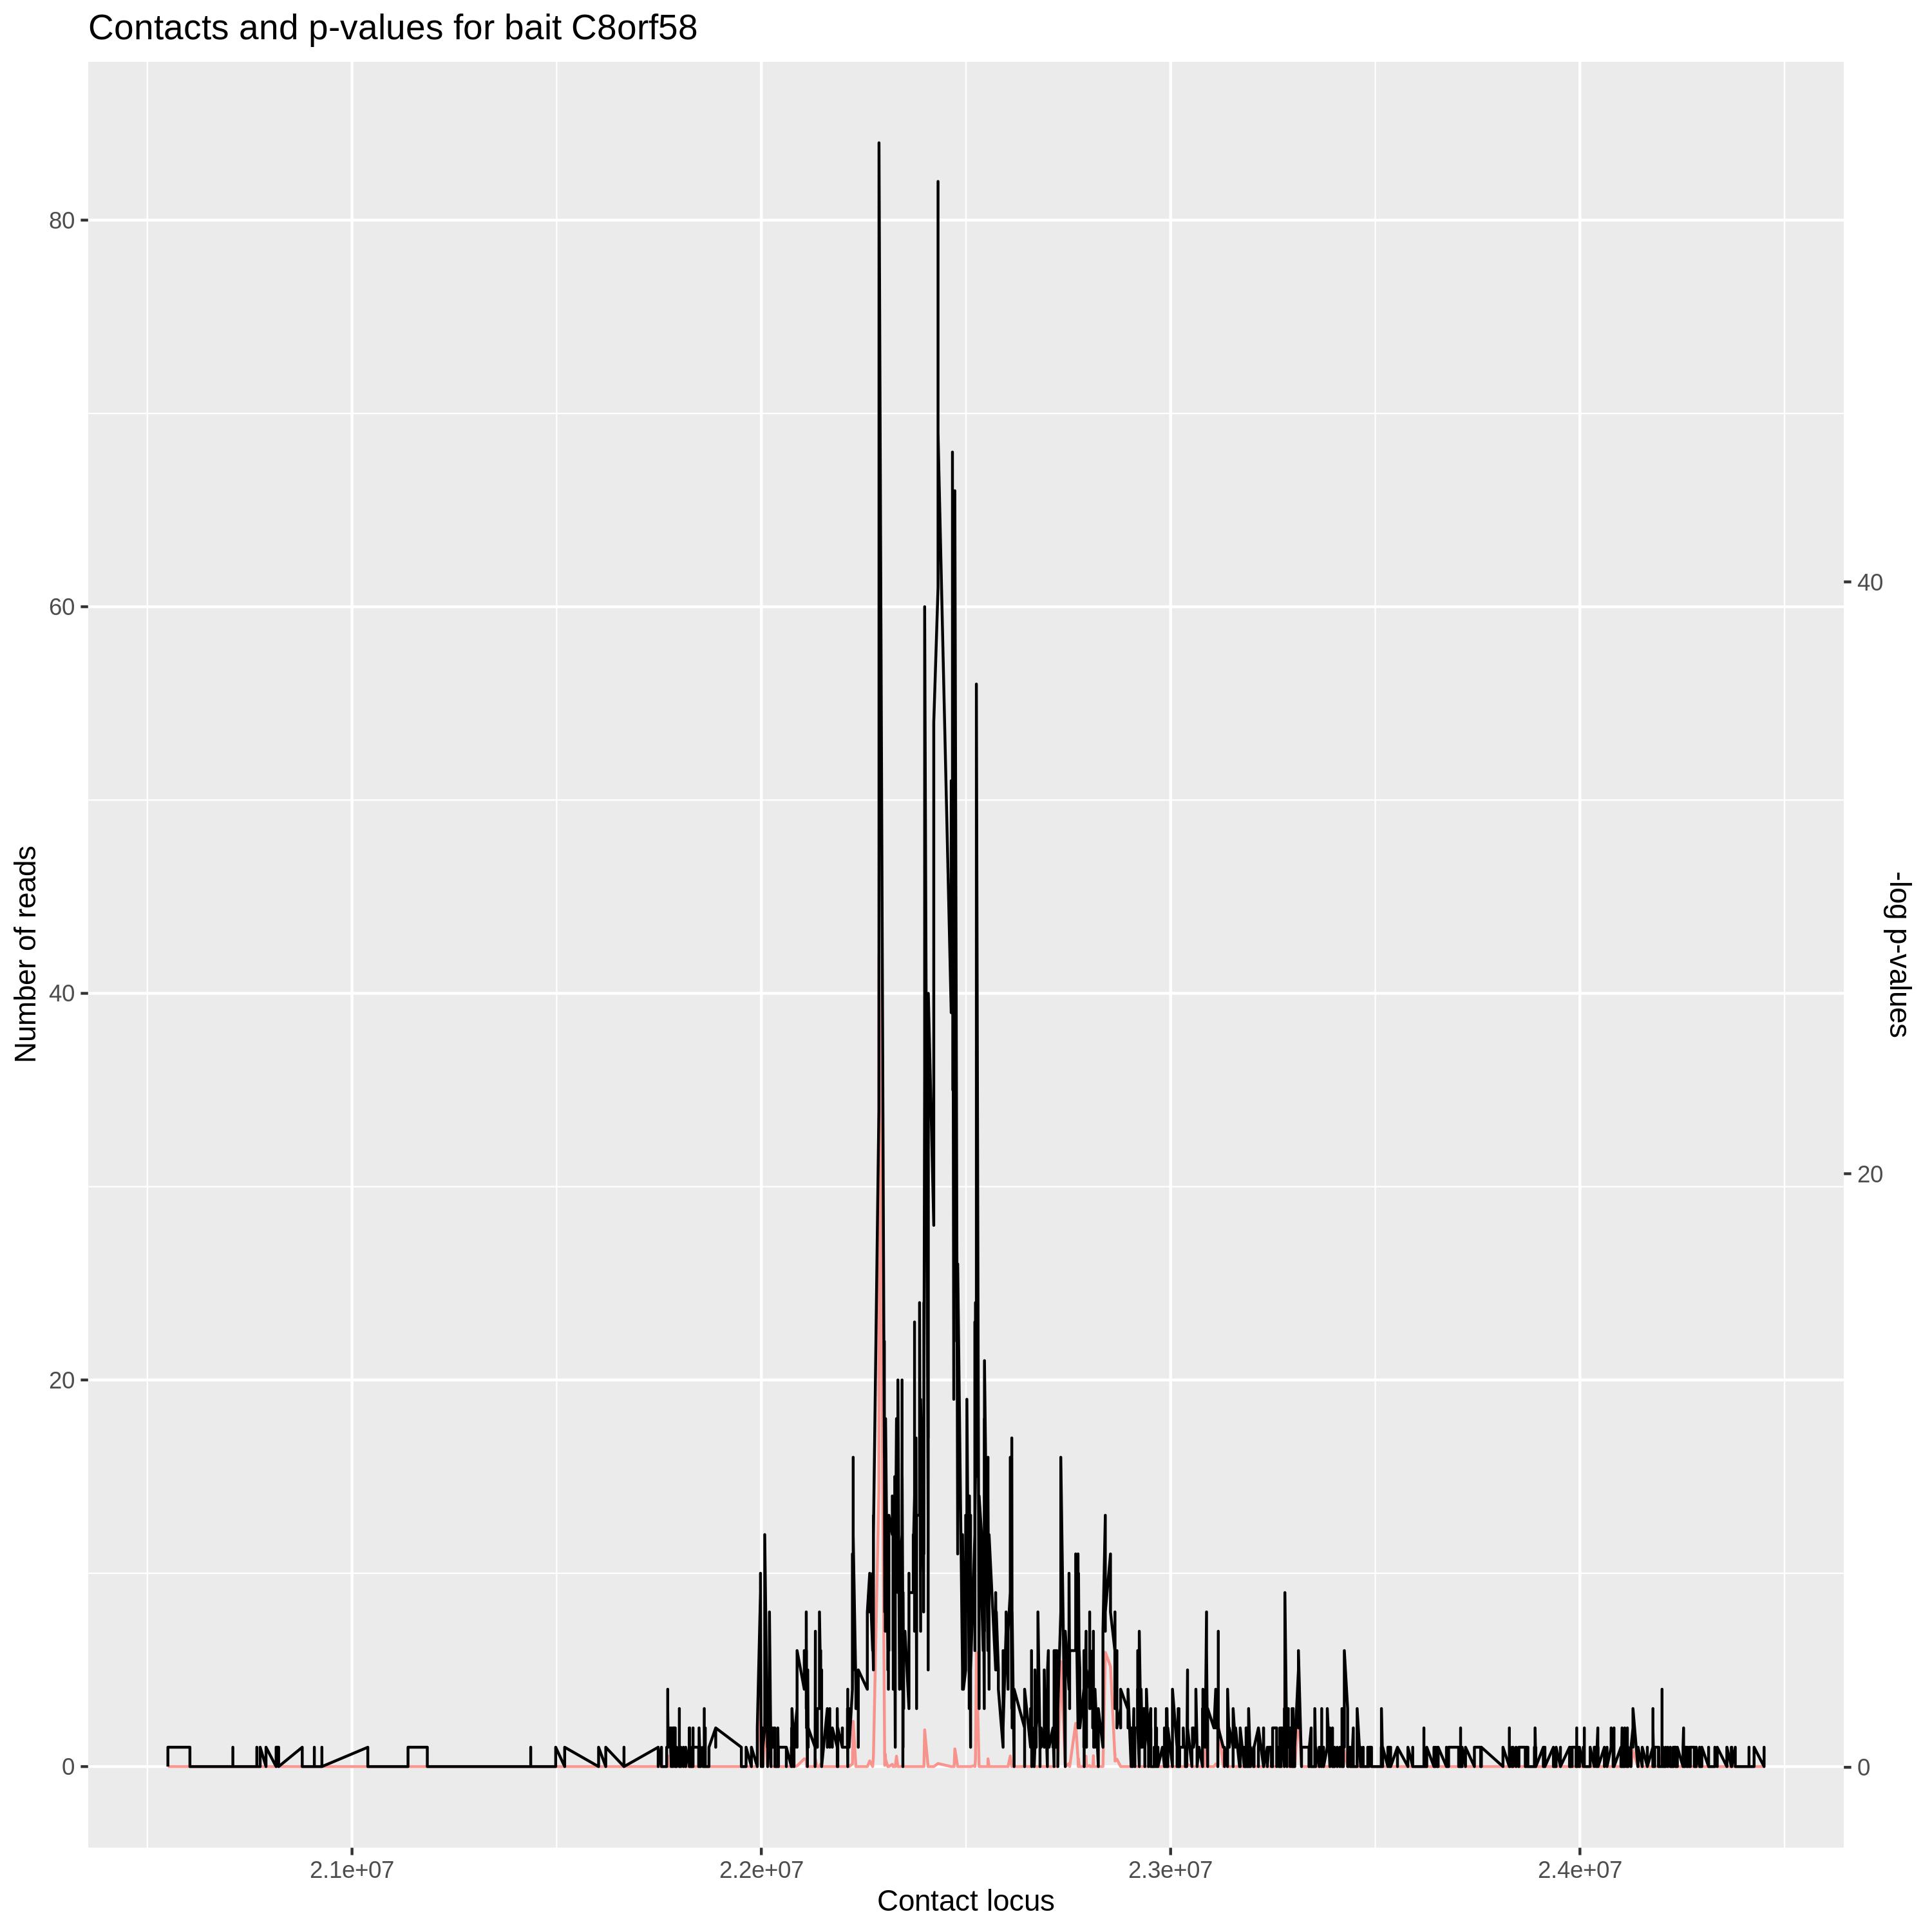 Contacts and p-values for bait C8orf58
80
60
40
20
0
Number of reads
40
20
0
-log p-values
2.1e+07
2.2e+07
2.3e+07
2.4e+07
Contact locus